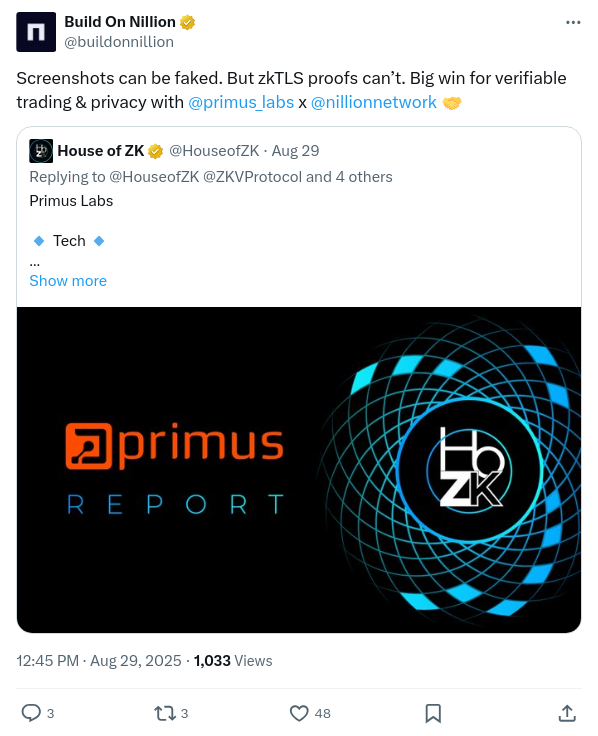 Build On Nillion
@buildonnillion
Screenshots can be faked. But zkTLS proofs can't. Big win for verifiable
trading & privacy with @primus_labs x @nillionnetwork 🤝
House of ZK @HouseofZK · Aug 29
Replying to @HouseofZK @ZKVProtocol and 4 others
Primus Labs
🔹 Tech 🔹
...
Show more
primus
REPORT
Ho
ZK
12:45 PM · Aug 29, 2025 · 1,033 Views
3
3
48